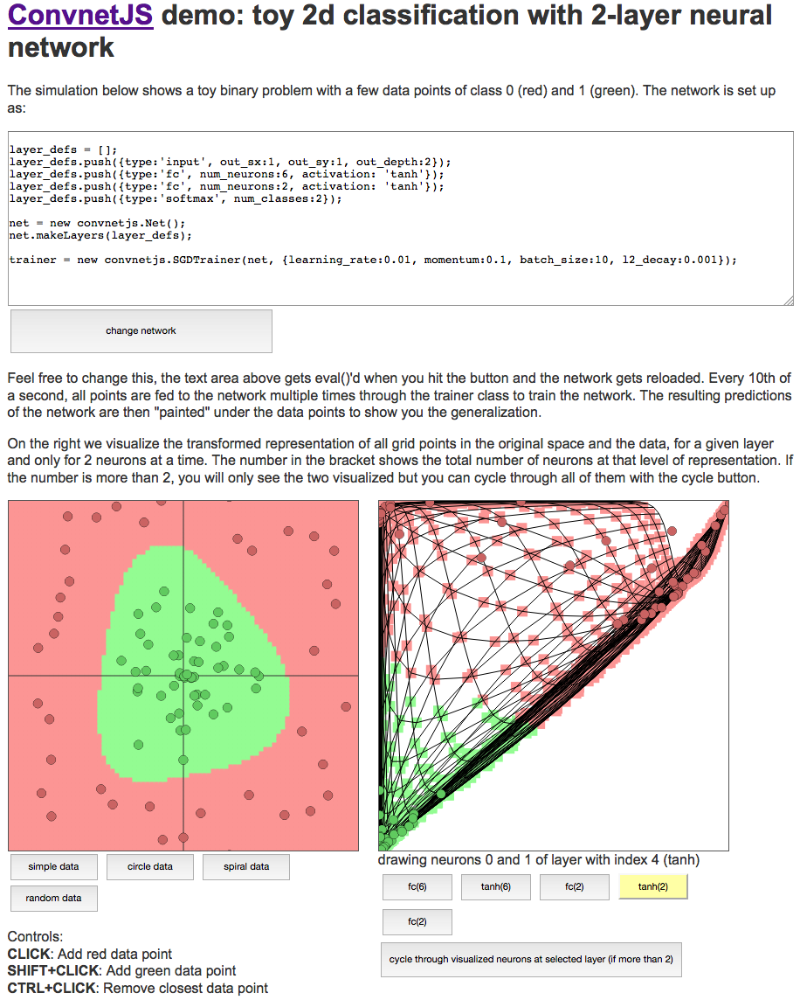 ConvnetJS demo: toy 2d classification with 2-layer neural
network
The simulation below shows a toy binary problem with a few data points of class 0 (red) and 1 (green). The network is set up
as:
layer_defs = [];
layer_defs.push({type:'input', out_sx:1, out_sy:1, out_depth:2});
layer_defs.push({type:'fc', num_neurons:6, activation: 'tanh'});
layer_defs.push({type:'fc', num_neurons:2, activation: 'tanh'});
layer_defs.push({type:'softmax', num_classes:2});
net = new convnetjs.Net();
net.makeLayers(layer_defs);
trainer = new convnetjs.SGDTrainer(net, {learning_rate:0.01, momentum:0.1, batch_size:10, l2_decay:0.001});
change network
Feel free to change this, the text area above gets eval()'d when you hit the button and the network gets reloaded. Every 10th of
a second, all points are fed to the network multiple times through the trainer class to train the network. The resulting predictions
of the network are then "painted" under the data points to show you the generalization.
On the right we visualize the transformed representation of all grid points in the original space and the data, for a given layer
and only for 2 neurons at a time. The number in the bracket shows the total number of neurons at that level of representation. If
the number is more than 2, you will only see the two visualized but you can cycle through all of them with the cycle button.
simple data
circle data
spiral data
random data
Controls:
CLICK: Add red data point
SHIFT+CLICK: Add green data point
CTRL+CLICK: Remove closest data point
drawing neurons 0 and 1 of layer with index 4 (tanh)
fc(6)
tanh(6)
fc(2)
tanh(2)
fc(2)
cycle through visualized neurons at selected layer (if more than 2)